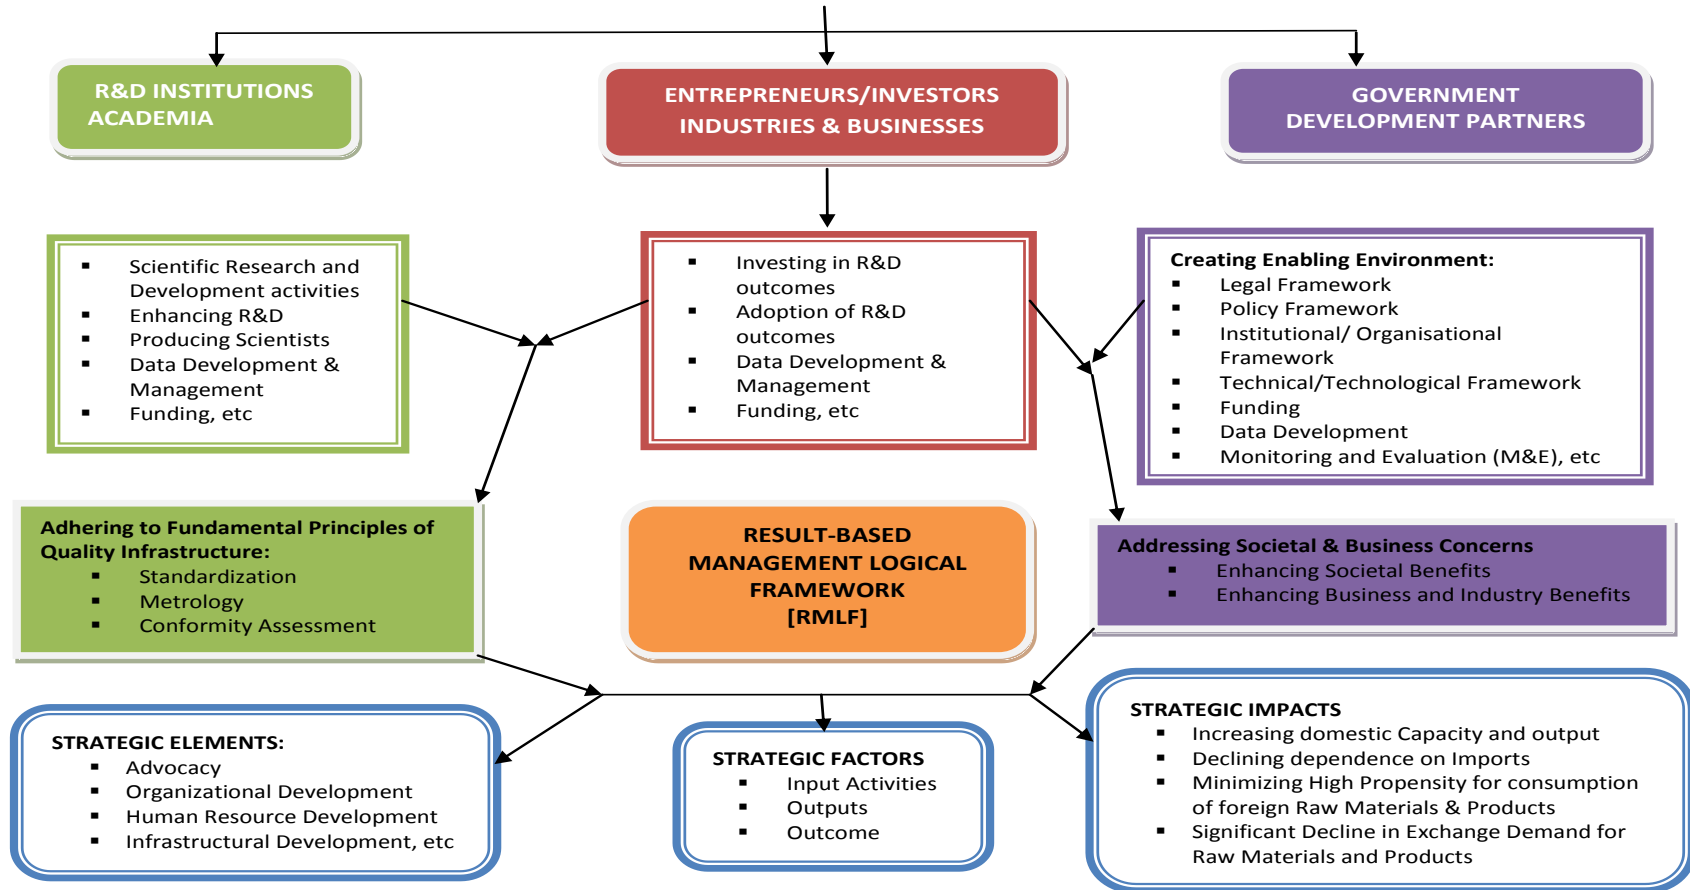 R&D INSTITUTIONS
ACADEMIA
ENTREPRENEURS/INVESTORS
INDUSTRIES & BUSINESSES
GOVERNMENT
DEVELOPMENT PARTNERS
▪ Scientific Research and
Development activities
▪ Enhancing R&D
▪ Producing Scientists
▪ Data Development &
Management
▪ Funding, etc
▪ Investing in R&D
outcomes
▪ Adoption of R&D
outcomes
▪ Data Development &
Management
▪ Funding, etc
Creating Enabling Environment:
▪ Legal Framework
▪ Policy Framework
▪ Institutional/ Organisational
Framework
▪ Technical/Technological Framework
▪ Funding
▪ Data Development
▪ Monitoring and Evaluation (M&E), etc
Adhering to Fundamental Principles of
Quality Infrastructure:
▪ Standardization
▪ Metrology
▪ Conformity Assessment
RESULT-BASED
MANAGEMENT LOGICAL
FRAMEWORK
[RMLF]
Addressing Societal & Business Concerns
▪ Enhancing Societal Benefits
▪ Enhancing Business and Industry Benefits
STRATEGIC ELEMENTS:
▪ Advocacy
▪ Organizational Development
▪ Human Resource Development
▪ Infrastructural Development, etc
STRATEGIC FACTORS
▪ Input Activities
▪ Outputs
▪ Outcome
STRATEGIC IMPACTS
▪ Increasing domestic Capacity and output
▪ Declining dependence on Imports
▪ Minimizing High Propensity for consumption
of foreign Raw Materials & Products
▪ Significant Decline in Exchange Demand for
Raw Materials and Products